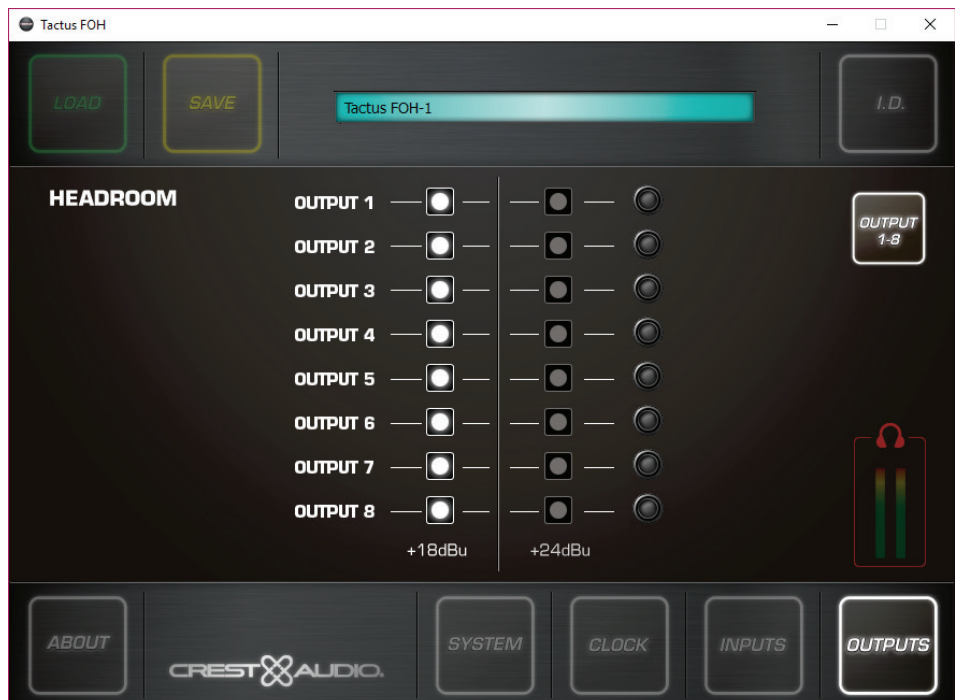 Tactus FOH
LOAD
SAVE
Tactus FOH-1
I.D.
HEADROOM
OUTPUT 1
OUTPUT 2
OUTPUT 3
OUTPUT 4
OUTPUT 5
OUTPUT 6
OUTPUT 7
OUTPUT 8
+18dBu
+24dBu
OUTPUT
1-8
ABOUT
CREST AUDIO.
SYSTEM
CLOCK
INPUTS
OUTPUTS